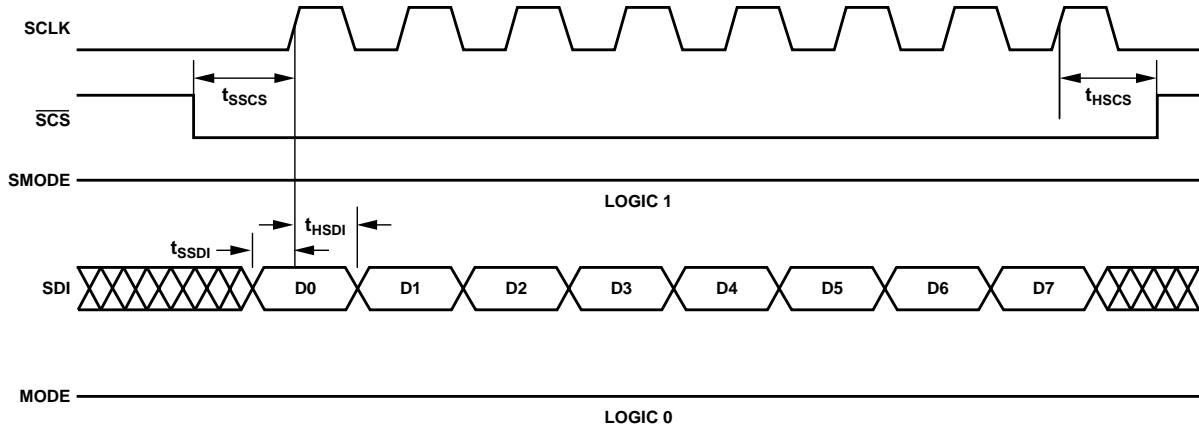 SCLK
tSSCS
tHSCS
SCS
SMODE
LOGIC 1
tHSDI
tSSDI
SDI
D0 D1 D2 D3 D4 D5 D6 D7
MODE
LOGIC 0